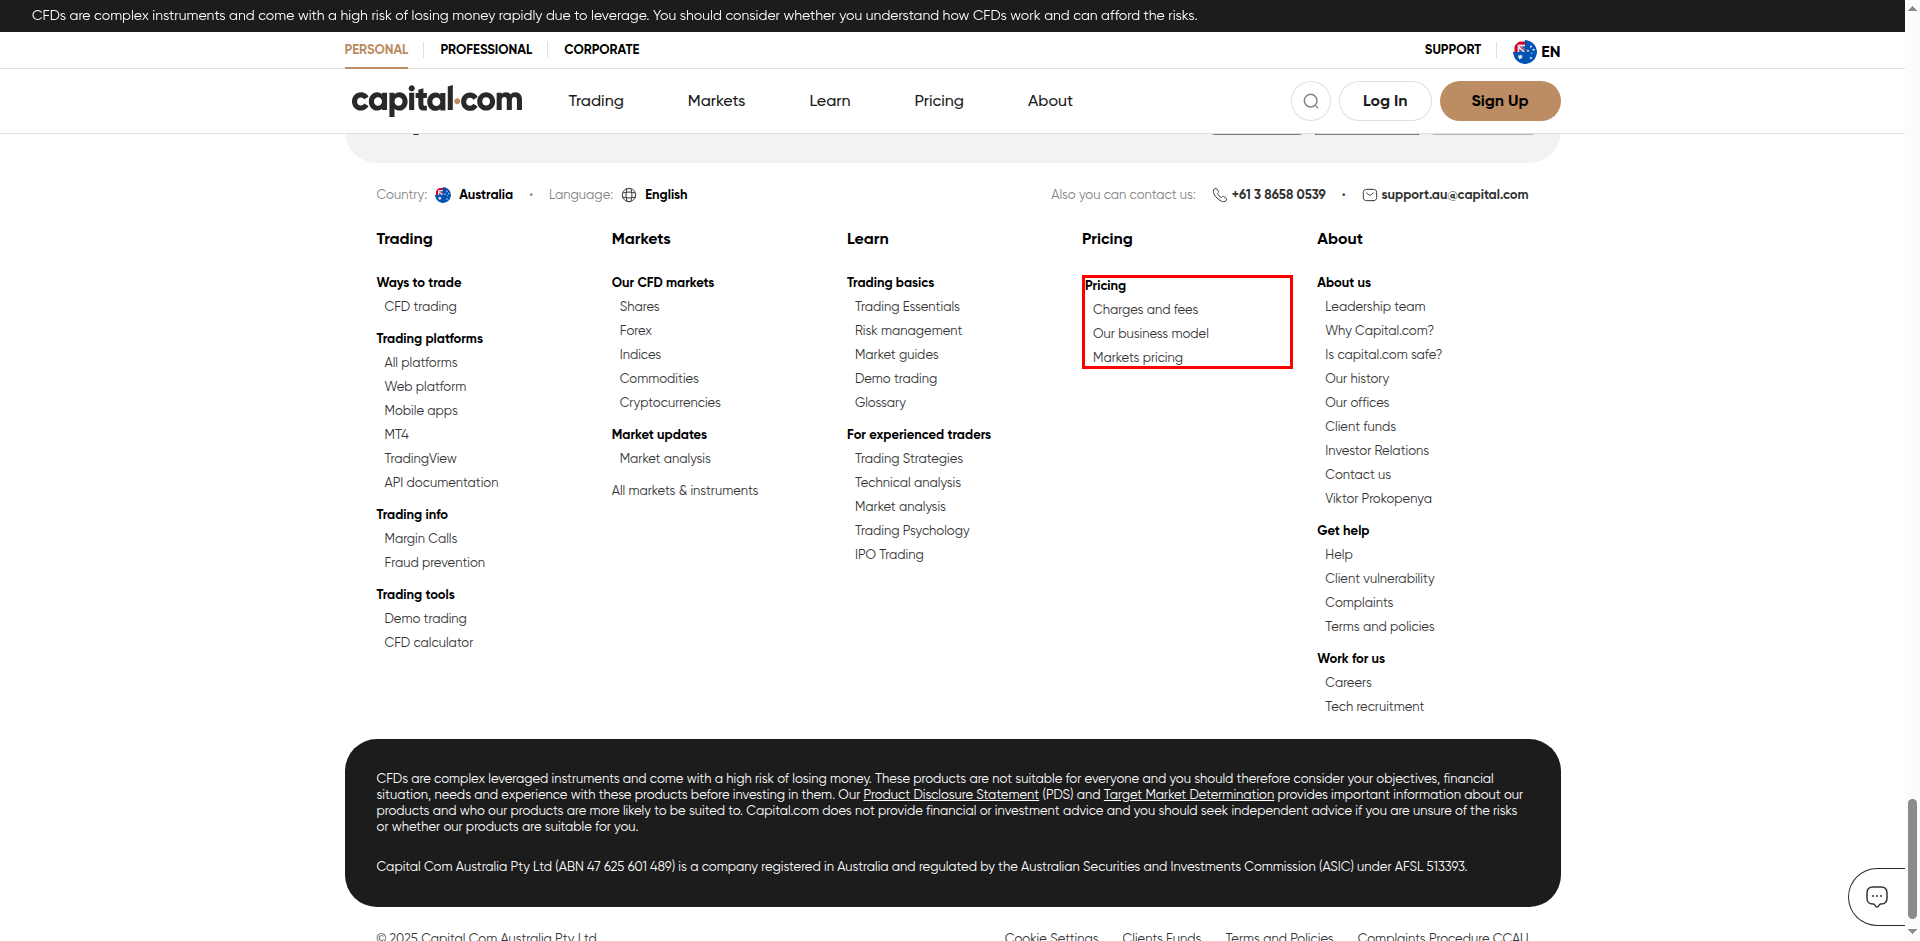 CFDs are complex instruments and come with a high risk of losing money rapidly due to leverage. You should consider whether you understand how CFDs work and can afford the risks.
PERSONAL
PROFESSIONAL
CORPORATE
SUPPORT
EN
capital.com
Trading
Markets
Learn
Pricing
About
Log In
Sign Up
Country: Australia · Language: English
Also you can contact us: +61 3 8658 0539 · support.au@capital.com
Trading
Ways to trade
CFD trading
Trading platforms
All platforms
Web platform
Mobile apps
MT4
TradingView
API documentation
Trading info
Margin Calls
Fraud prevention
Trading tools
Demo trading
CFD calculator
Markets
Our CFD markets
Shares
Forex
Indices
Commodities
Cryptocurrencies
Market updates
Market analysis
All markets & instruments
Learn
Trading basics
Trading Essentials
Risk management
Market guides
Demo trading
Glossary
For experienced traders
Trading Strategies
Technical analysis
Market analysis
Trading Psychology
IPO Trading
Pricing
Pricing
Charges and fees
Our business model
Markets pricing
About
About us
Leadership team
Why Capital.com?
Is capital.com safe?
Our history
Our offices
Client funds
Investor Relations
Contact us
Viktor Prokopenya
Get help
Help
Client vulnerability
Complaints
Terms and policies
Work for us
Careers
Tech recruitment
CFDs are complex leveraged instruments and come with a high risk of losing money. These products are not suitable for everyone and you should therefore consider your objectives, financial
situation, needs and experience with these products before investing in them. Our Product Disclosure Statement (PDS) and Target Market Determination provides important information about our
products and who our products are more likely to be suited to. Capital.com does not provide financial or investment advice and you should seek independent advice if you are unsure of the risks
or whether our products are suitable for you.
Capital Com Australia Pty Ltd (ABN 47 625 601 489) is a company registered in Australia and regulated by the Australian Securities and Investments Commission (ASIC) under AFSL 513393.
© 2025 Capital Com Australia Pty Ltd
Cookie Settings
Clients Funds
Terms and Policies
Complaints Procedure CCAU